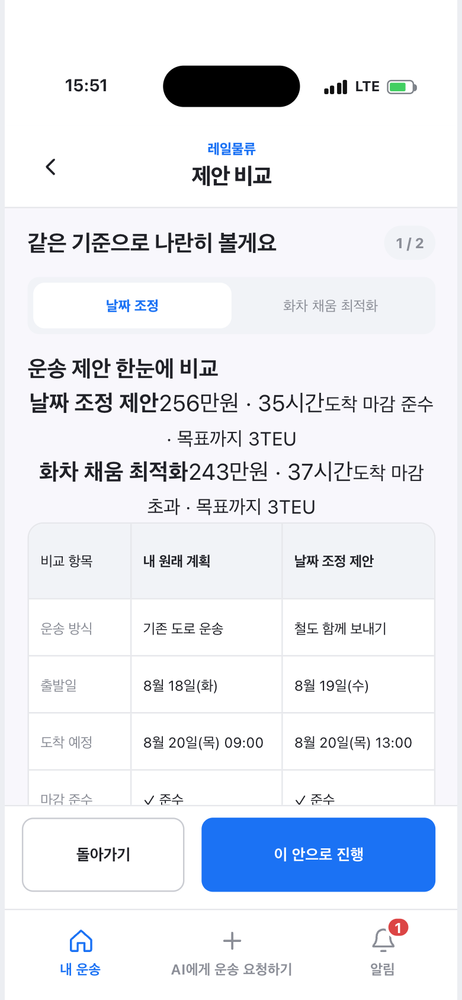 15:51
LTE
레일물류
제안 비교
같은 기준으로 나란히 볼게요
1 / 2
날짜 조정
화차 채움 최적화
운송 제안 한눈에 비교
날짜 조정 제안256만원 · 35시간도착 마감 준수
· 목표까지 3TEU
화차 채움 최적화243만원 · 37시간도착 마감
초과 · 목표까지 3TEU
비교 항목 내 원래 계획 날짜 조정 제안
운송 방식 기존 도로 운송 철도 함께 보내기
출발일 8월 18일(화) 8월 19일(수)
도착 예정 8월 20일(목) 09:00 8월 20일(목) 13:00
마감 준수 ✓ 준수 ✓ 준수
돌아가기
이 안으로 진행
1
내 운송
AI에게 운송 요청하기
알림